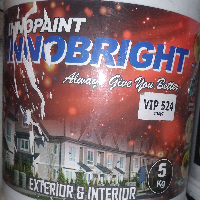 INNOPAINT
INNOBRIGHT
Always Give You Better
VIP 524
5
Kg
EXTERIOR & INTERIOR